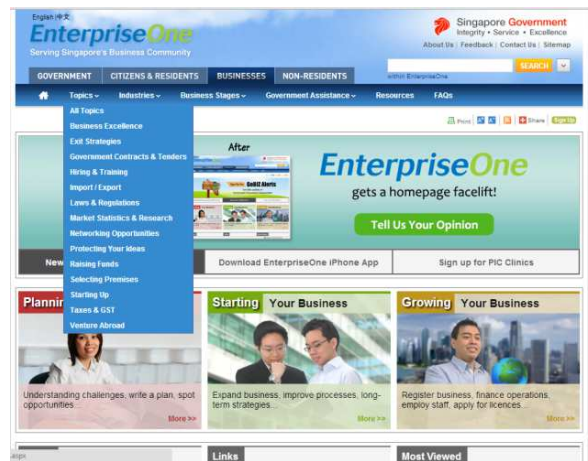 English |中文
EnterpriseOne
Serving Singapore's Business Community
Singapore Government
Integrity • Service • Excellence
About Us | Feedback | Contact Us | Sitemap
SEARCH
within EnterpriseOne
GOVERNMENT CITIZENS & RESIDENTS BUSINESSES NON-RESIDENTS
Topics Industries Business Stages Government Assistance Resources FAQs
Print Share Sign Up
All Topics
Business Excellence
Exit Strategies
Government Contracts & Tenders
Hiring & Training
Import / Export
Laws & Regulations
Market Statistics & Research
Networking Opportunities
Protecting Your Ideas
Raising Funds
Selecting Premises
Starting Up
Taxes & GST
Venture Abroad
After
EnterpriseOne
gets a homepage facelift!
Tell Us Your Opinion
New
Download EnterpriseOne iPhone App
Sign up for PIC Clinics
Plannin
Understanding challenges, write a plan, spot
opportunities...
More >>
Starting Your Business
Expand business, improve processes, long-
term strategies...
More >>
Growing Your Business
Register business, finance operations,
employ staff, apply for licences...
More >>
Links
Most Viewed
.aspx